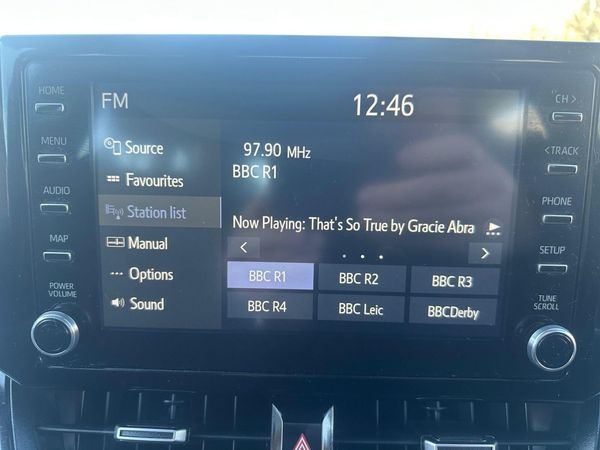 HOME
MENU
AUDIO
MAP
POWER
VOLUME
FM
12:46
Source
Favourites
Station list
Manual
Options
Sound
97.90 MHz
BBC R1
Now Playing: That's So True by Gracie Abra
BBC R1
BBC R2
BBC R3
BBC R4
BBC Leic
BBCDerby
CH >
< TRACK
PHONE
SETUP
TUNE
SCROLL